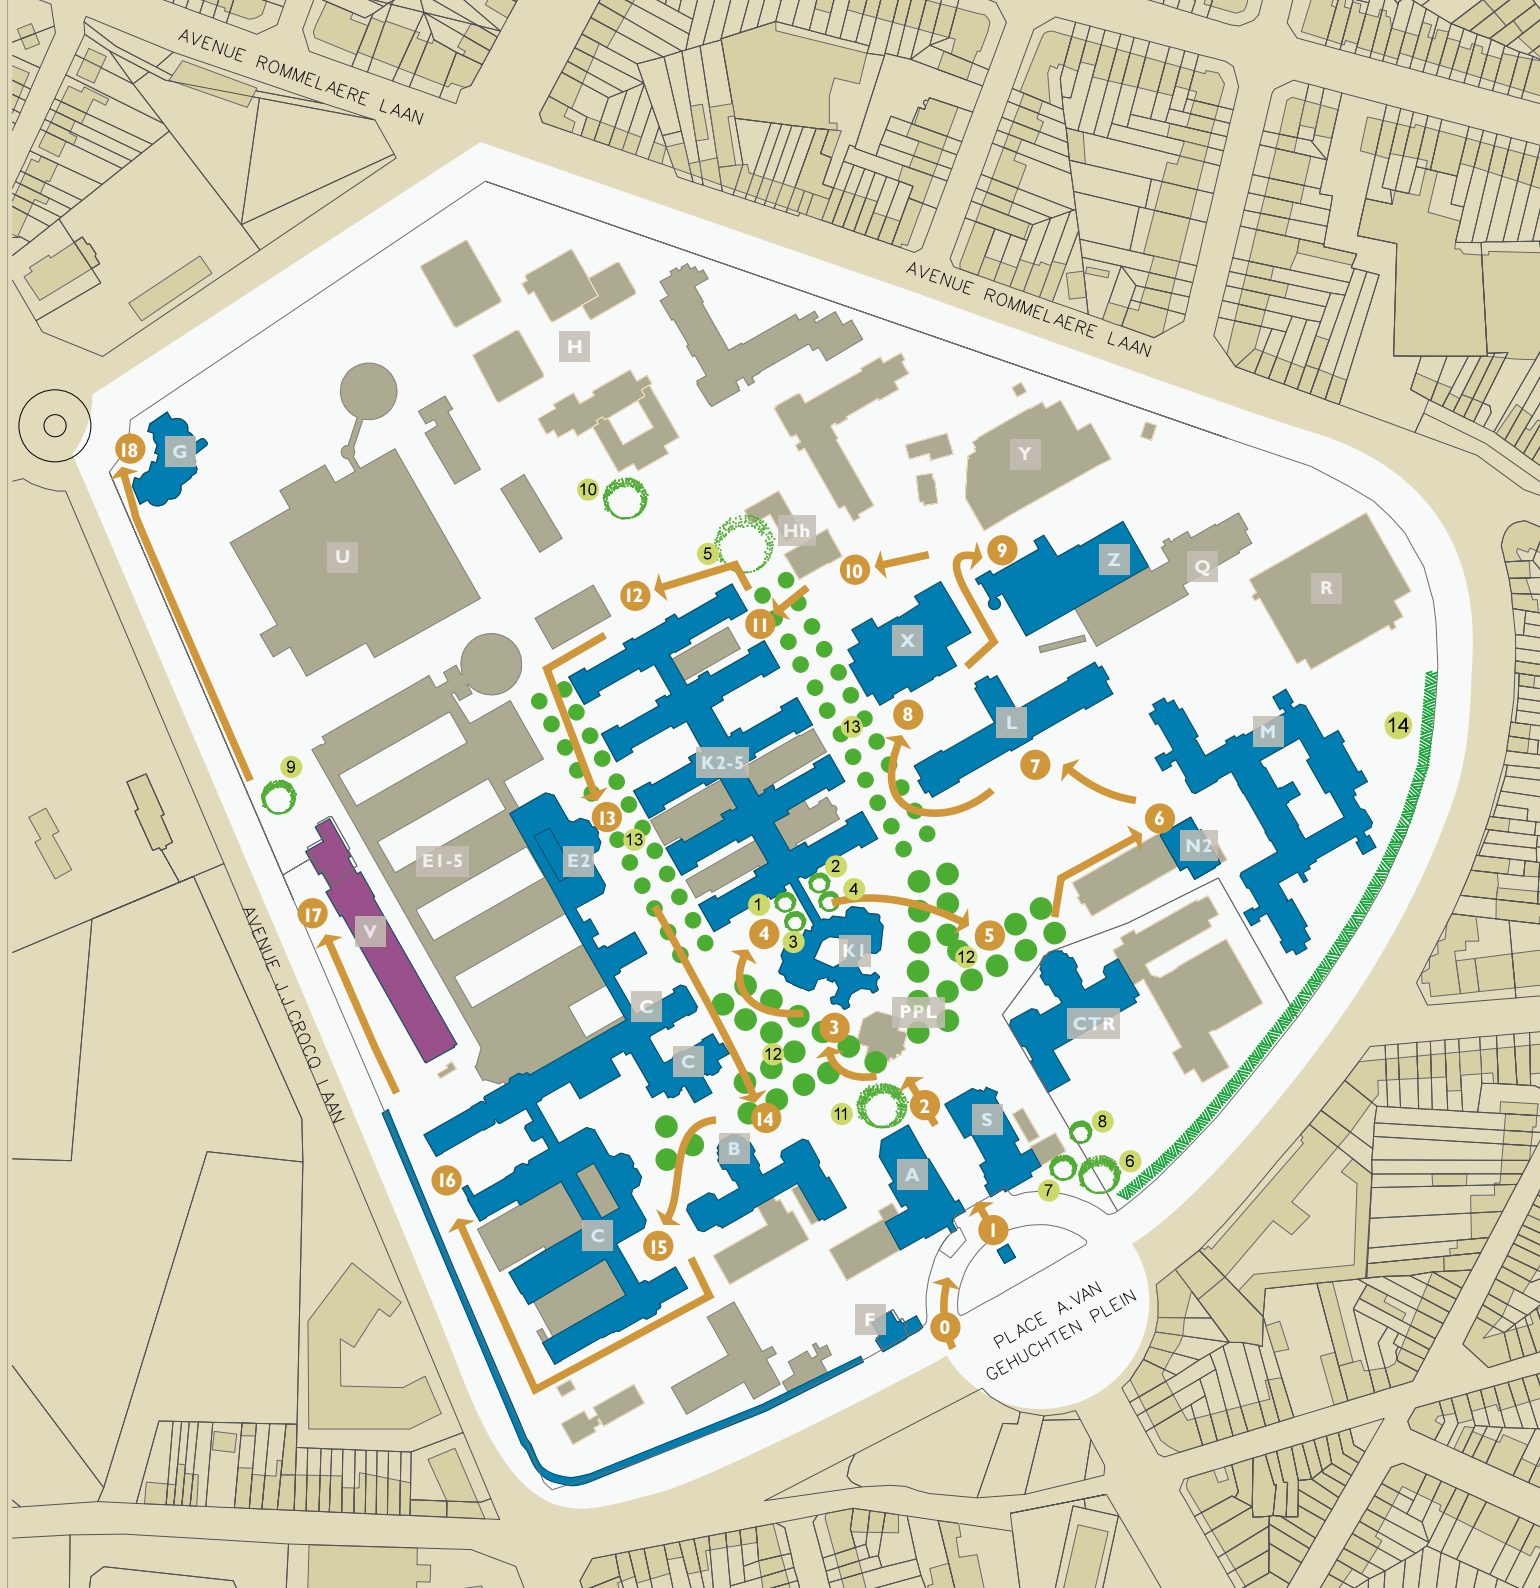 AVENUE ROMMELAERE LAAN
AVENUE ROMMELAERE LAAN
H
18
G
Y
10
U
5
Hh
10
9
Z
Q
R
12
11
X
8
13
L
M
14
K2-5
7
9
6
13
13
E1-5
E2
N2
2
4
1
17
V
4
3
K1
5
12
C
PPL
3
CTR
12
C
2
11
14
S
8
B
6
16
A
7
C
15
1
F
0
AVENUE J.J.CROCQ LAAN
PLACE A.VAN
GEHUCHTEN PLEIN